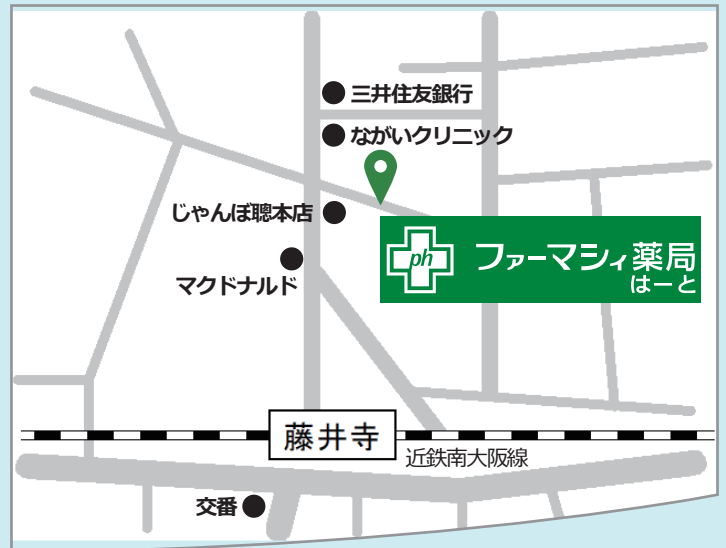 三井住友銀行
ながいクリニック
じゃんぼ聰本店
マクドナルド
ph
ファーマシィ薬局
はーと
藤井寺
近鉄南大阪線
交番